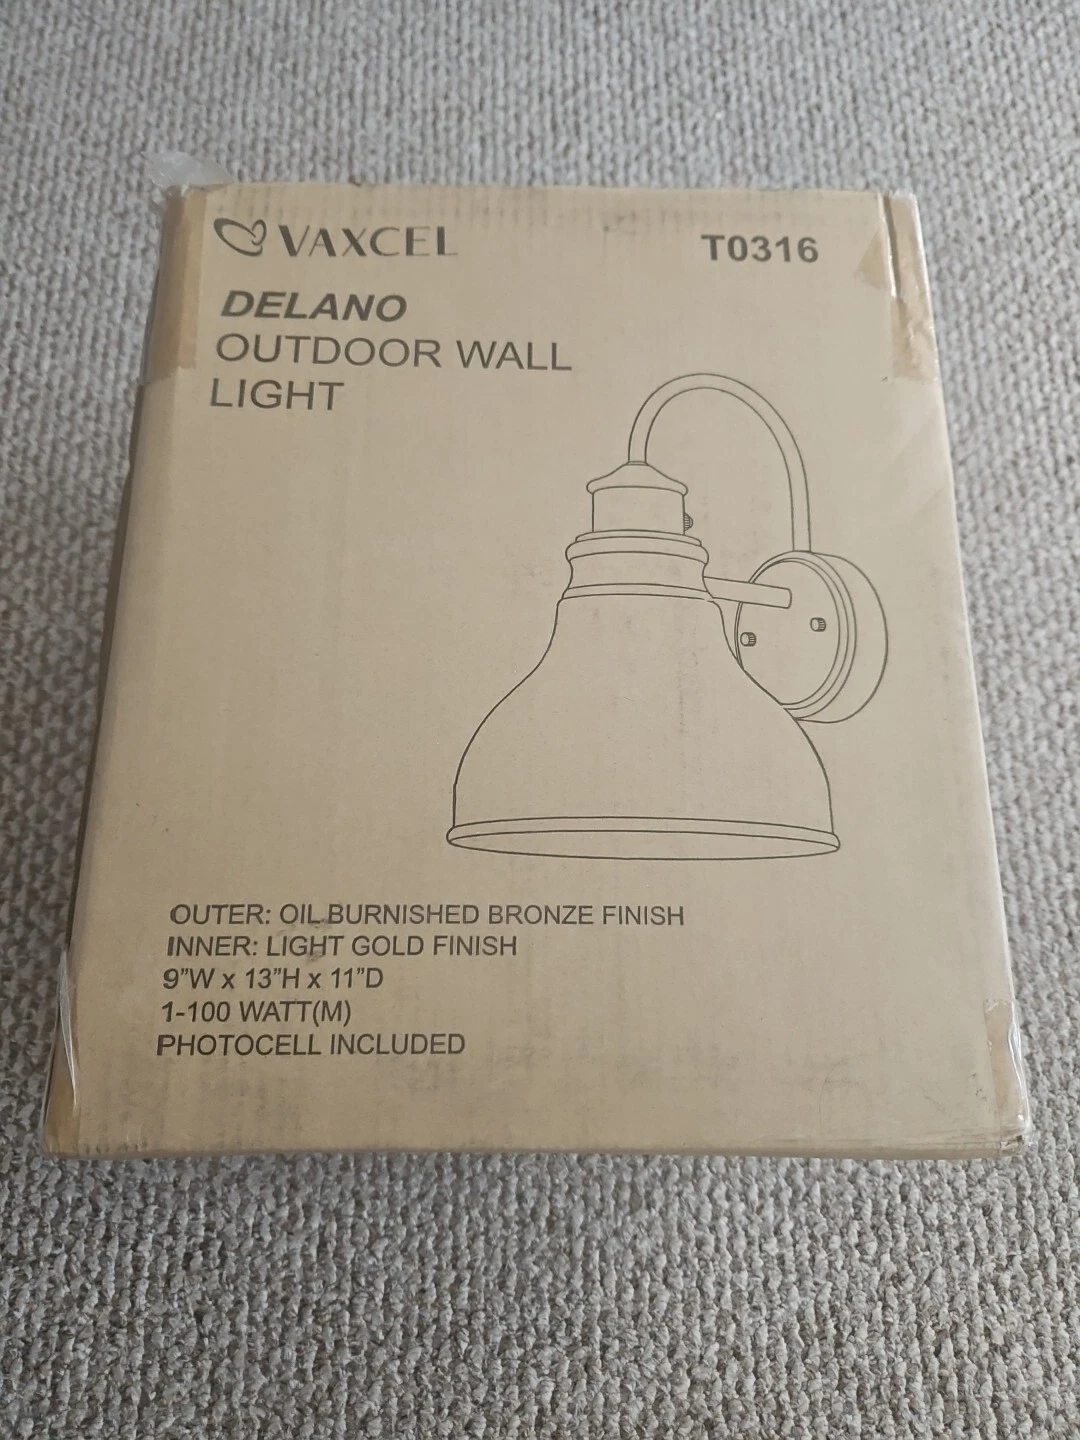 VAXCEL T0316
DELANO
OUTDOOR WALL
LIGHT
OUTER: OIL BURNISHED BRONZE FINISH
INNER: LIGHT GOLD FINISH
9”W x 13”H x 11”D
1-100 WATT(M)
PHOTOCELL INCLUDED